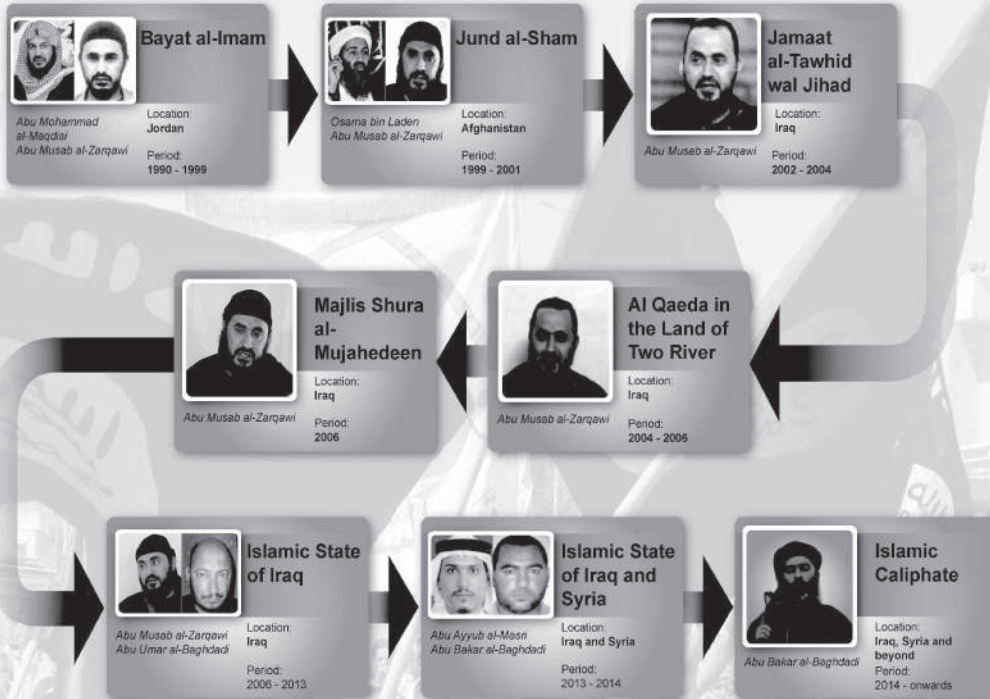 Bayat al-Imam
Abu Mohammad
al-Maqdisi
Abu Musab al-Zarqawi
Location:
Jordan
Period:
1990 - 1999
Jund al-Sham
Osama bin Laden
Abu Musab al-Zarqawi
Location:
Afghanistan
Period:
1999 - 2001
Jamaat
al-Tawhid
wal Jihad
Abu Musab al-Zarqawi
Location:
Iraq
Period:
2002 - 2004
Al Qaeda in
the Land of
Two River
Abu Musab al-Zarqawi
Location:
Iraq
Period:
2004 - 2006
Majlis Shura
al-
Mujahedeen
Abu Musab al-Zarqawi
Location:
Iraq
Period:
2006
Islamic State
of Iraq
Abu Musab al-Zarqawi
Abu Umar al-Baghdadi
Location:
Iraq
Period:
2006 - 2013
Islamic State
of Iraq and
Syria
Abu Ayyub al-Masri
Abu Bakar al-Baghdadi
Location:
Iraq and Syria
Period:
2013 - 2014
Islamic
Caliphate
Abu Bakar al-Baghdadi
Location:
Iraq, Syria and
beyond
Period:
2014 - onwards